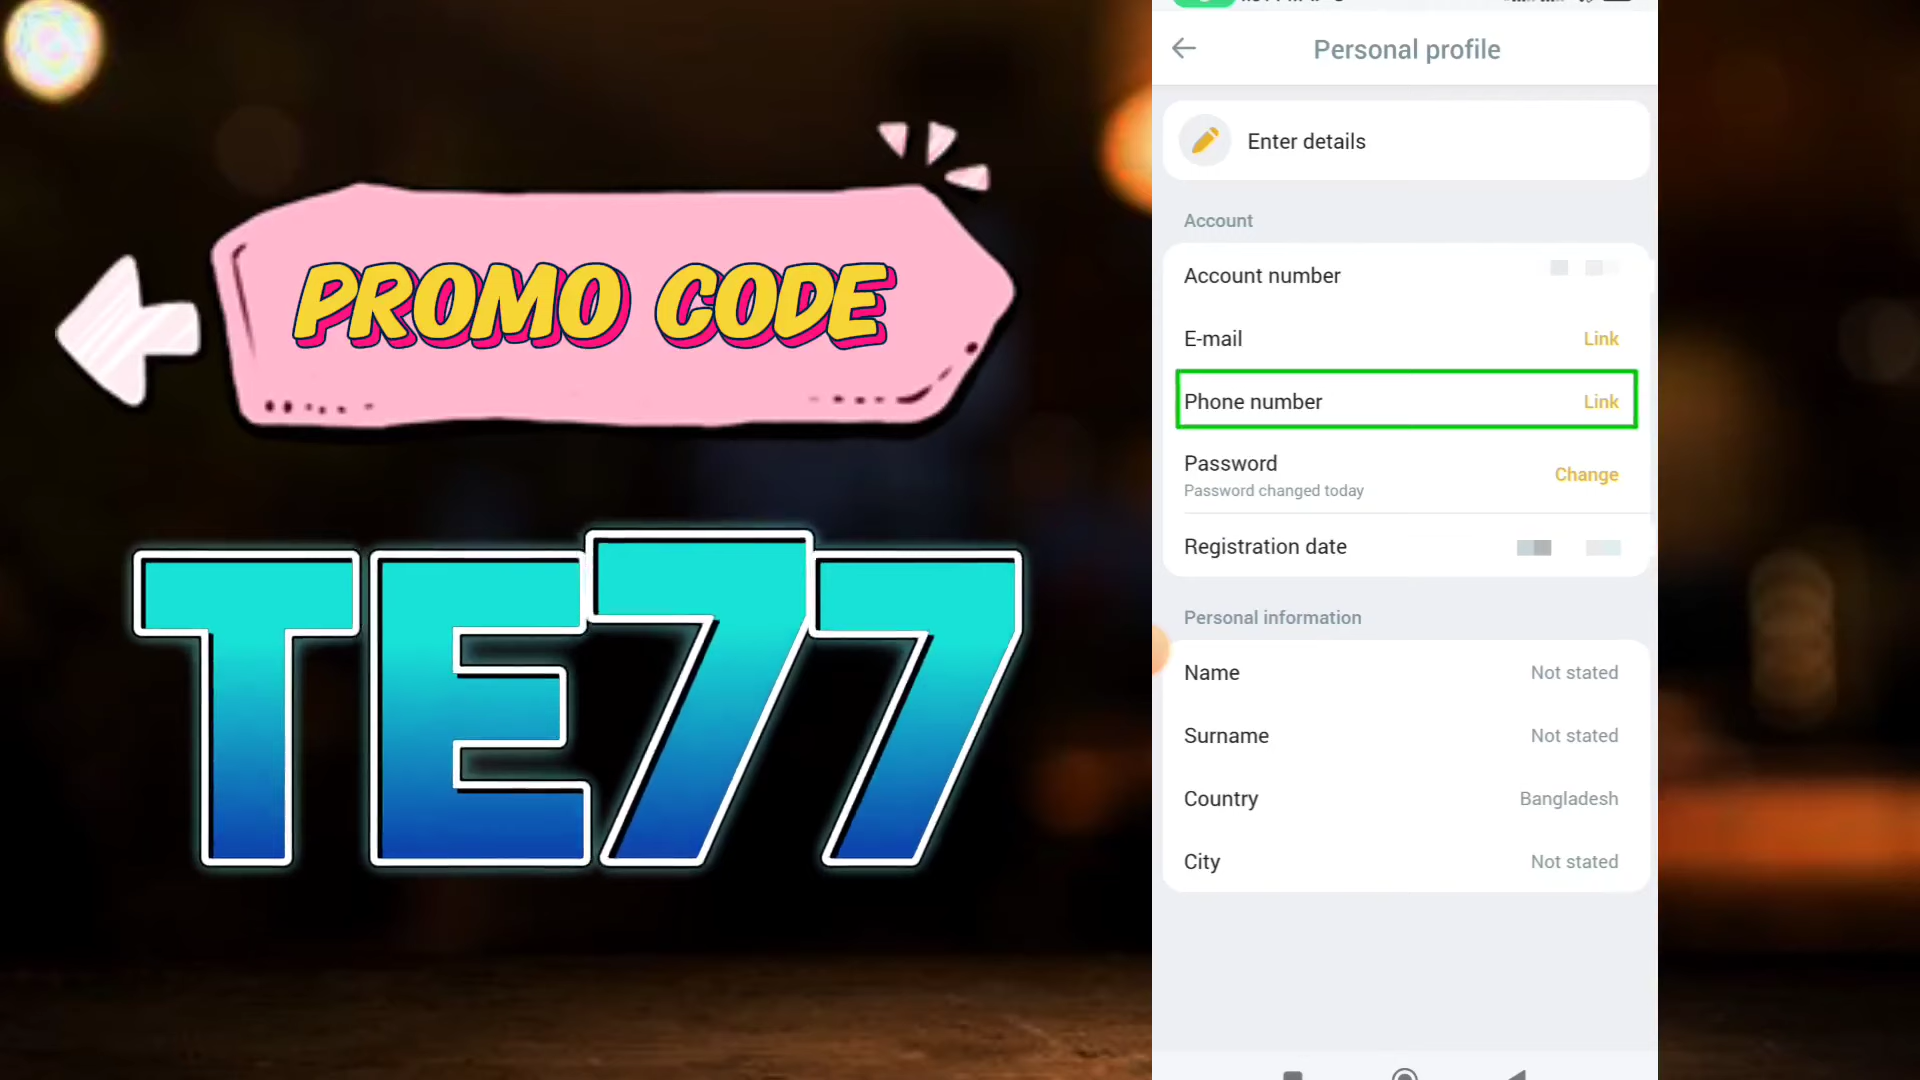 PROMO CODE
TE77
Personal profile
Enter details
Account
Account number
E-mail Link
Phone number Link
Password
Password changed today
Change
Registration date
Personal information
Name Not stated
Surname Not stated
Country Bangladesh
City Not stated